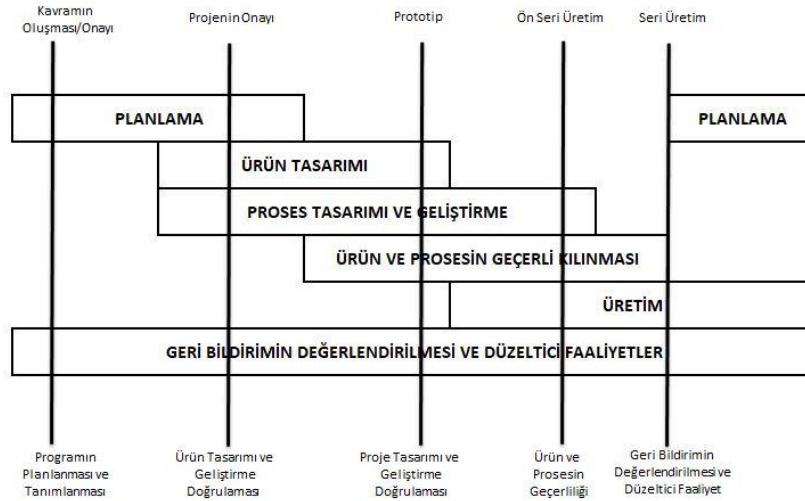 Kavramın
Oluşması/Onayı
Projenin Onayı
Prototip
Ön Seri Üretim
Seri Üretim
PLANLAMA
PLANLAMA
ÜRÜN TASARIMI
PROSES TASARIMI VE GELİŞTİRME
ÜRÜN VE PROSESİN GEÇERLİ KILINMASI
ÜRETİM
GERİ BİLDİRİMİN DEĞERLENDİRİLMESİ VE DÜZELTİCİ FAALİYETLER
Programın
Planlanması ve
Tanımlanması
Ürün Tasarımı ve
Geliştirme
Doğrulaması
Proje Tasarımı ve
Geliştirme
Doğrulaması
Ürün ve
Prosesin
Geçerliliği
Geri Bildirimin
Değerlendirilmesi ve
Düzeltici Faaliyet